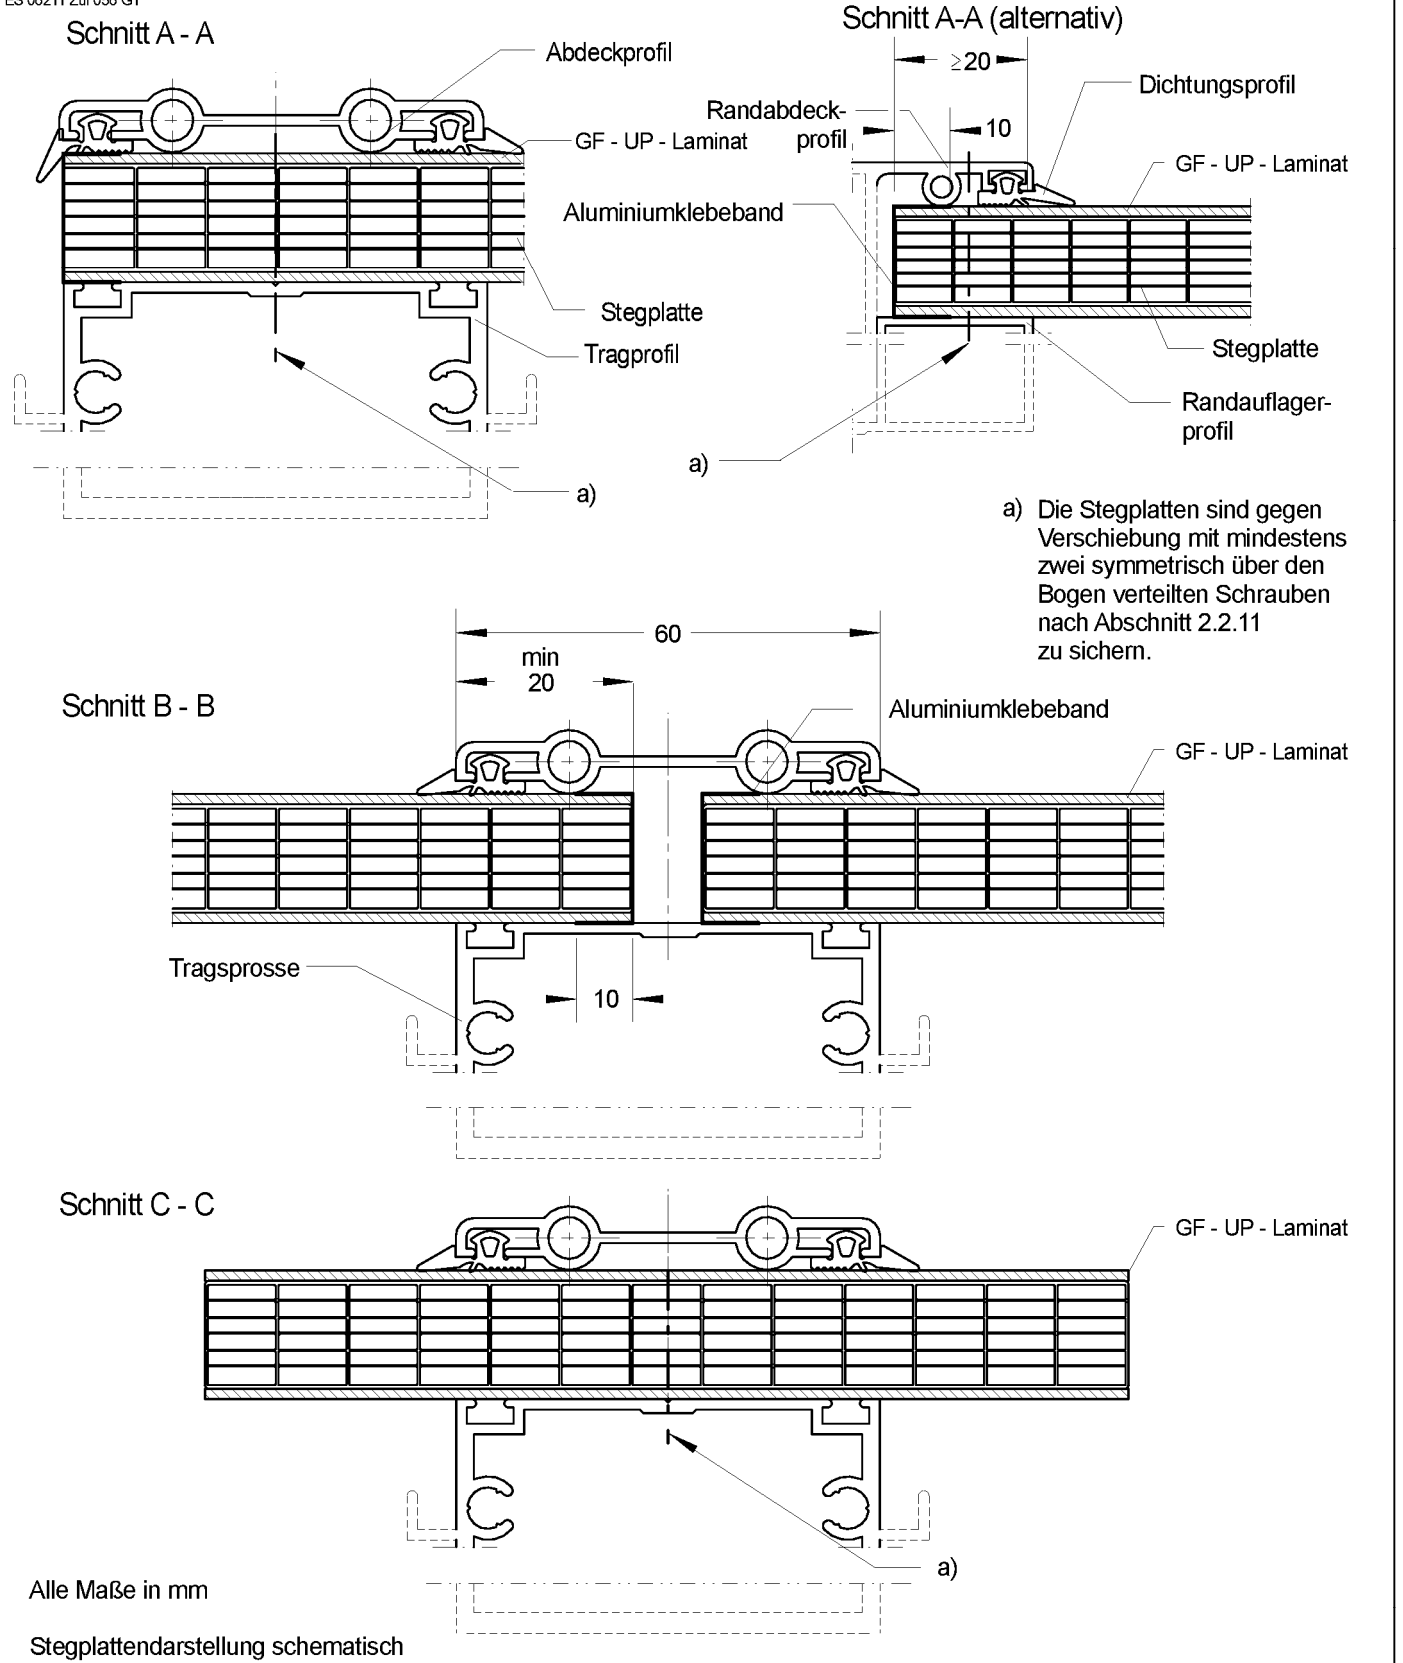 Schnitt A - A
Abdeckprofil
GF - UP - Laminat
Stegplatte
Tragprofil
a)
Schnitt A-A (alternativ)
≥20
Dichtungsprofil
Randabdeck-
profil
10
GF - UP - Laminat
Aluminiumklebeband
Stegplatte
Randauflager-
profil
a)
a) Die Stegplatten sind gegen
Verschiebung mit mindestens
zwei symmetrisch über den
Bogen verteilten Schrauben
nach Abschnitt 2.2.11
zu sichern.
Schnitt B - B
60
min
20
Aluminiumklebeband
GF - UP - Laminat
Tragsprosse
10
Schnitt C - C
GF - UP - Laminat
a)
Alle Maße in mm
Stegplattendarstellung schematisch